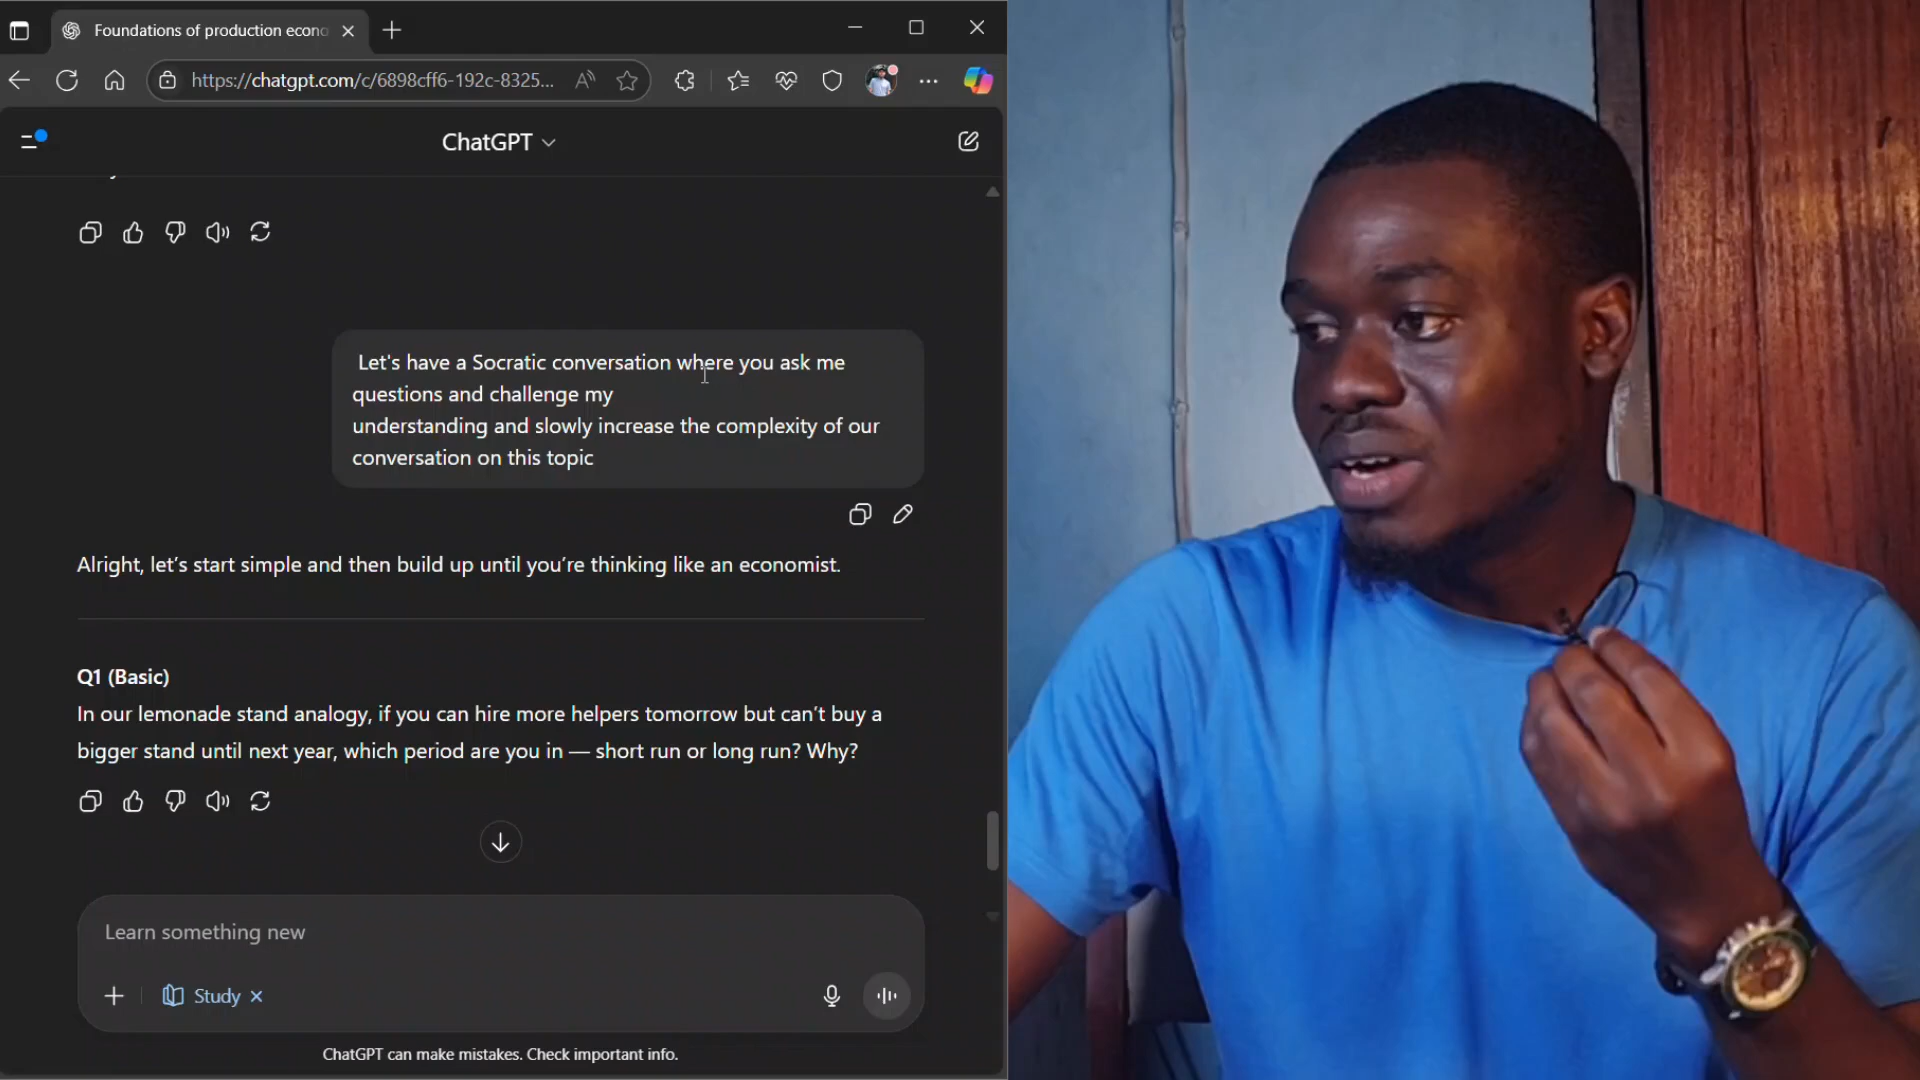 Foundations of production econo
https://chatgpt.com/c/6898cff6-192c-8325...
ChatGPT
Let's have a Socratic conversation where you ask me
questions and challenge my
understanding and slowly increase the complexity of our
conversation on this topic
Alright, let’s start simple and then build up until you’re thinking like an economist.
Q1 (Basic)
In our lemonade stand analogy, if you can hire more helpers tomorrow but can’t buy a
bigger stand until next year, which period are you in — short run or long run? Why?
Learn something new
Study
ChatGPT can make mistakes. Check important info.